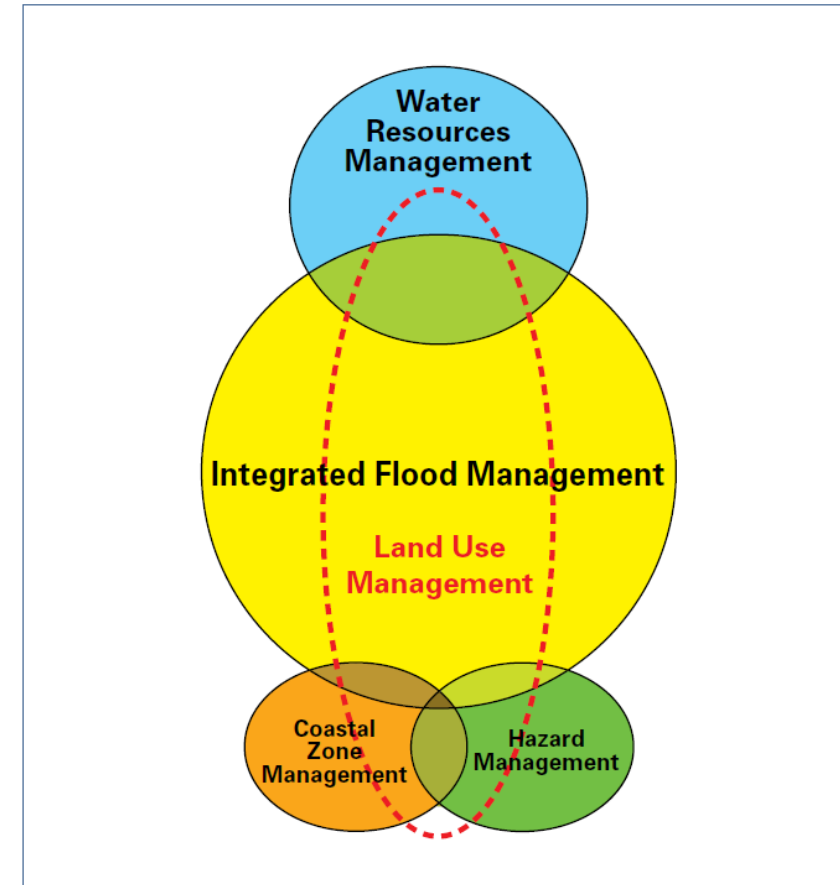 Water
Resources
Management
Integrated Flood Management
Land Use
Management
Coastal
Zone
Management
Hazard
Management